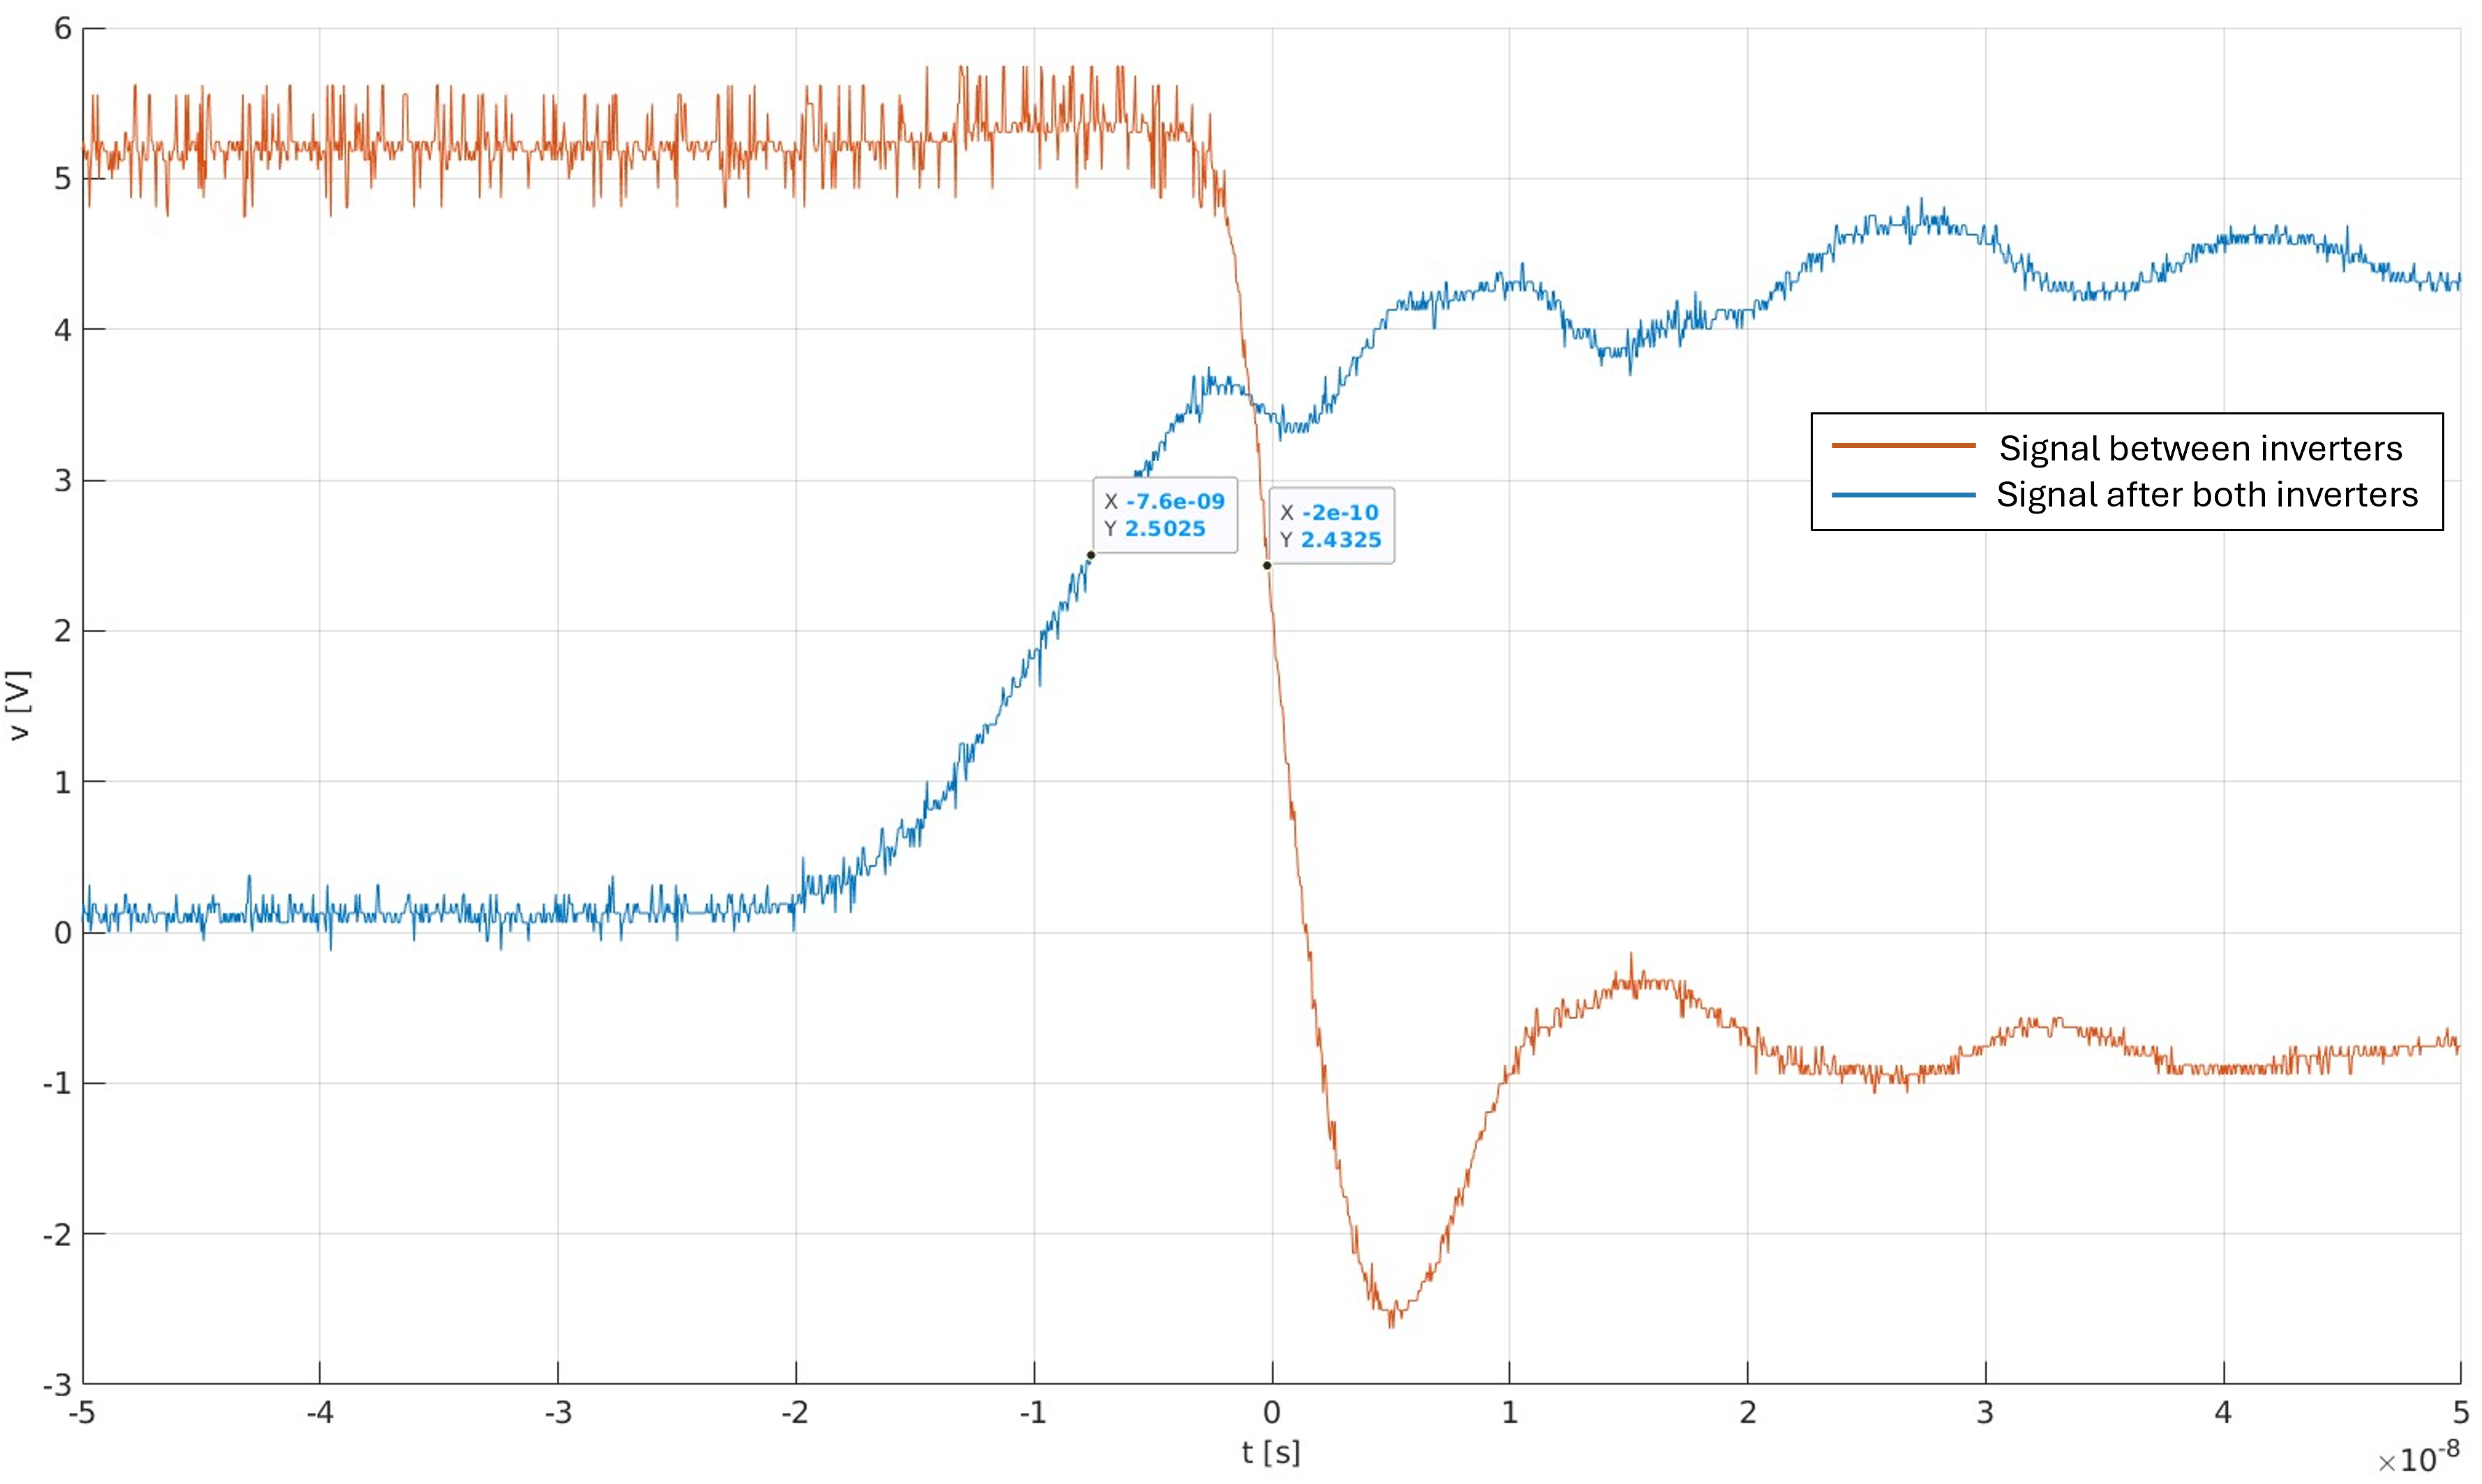 6
5
4
3
2
1
0
-1
-2
-3
v [V]
X -7.6e-09
Y 2.5025
X -2e-10
Y 2.4325
Signal between inverters
Signal after both inverters
-5 -4 -3 -2 -1 0 1 2 3 4 5
t [s]
×10-8